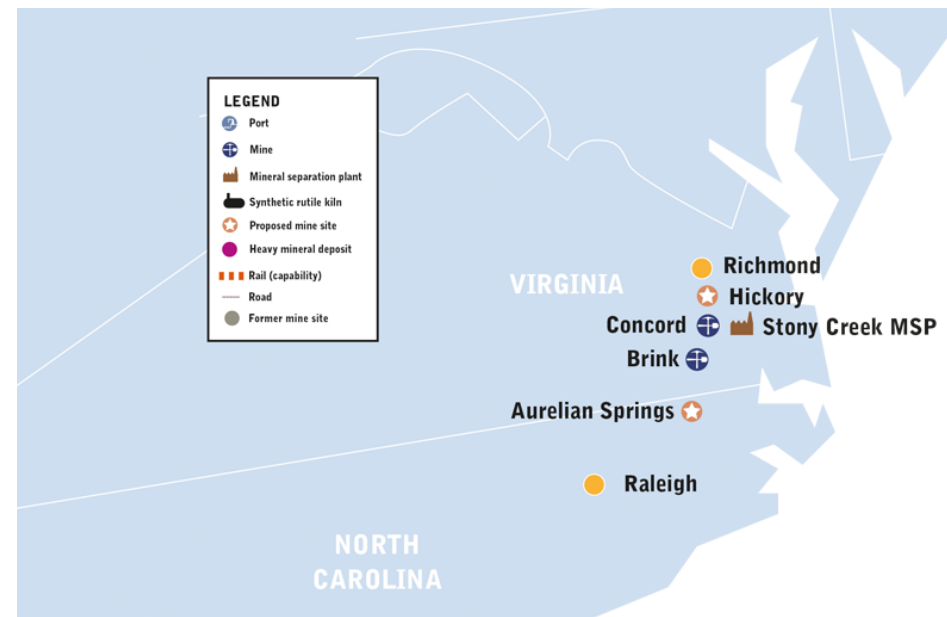 LEGEND
Port
Mine
Mineral separation plant
Synthetic rutile kiln
Proposed mine site
Heavy mineral deposit
Rail (capability)
Road
Former mine site
VIRGINIA
Richmond
Hickory
Concord
Stony Creek MSP
Brink
Aurelian Springs
Raleigh
NORTH
CAROLINA